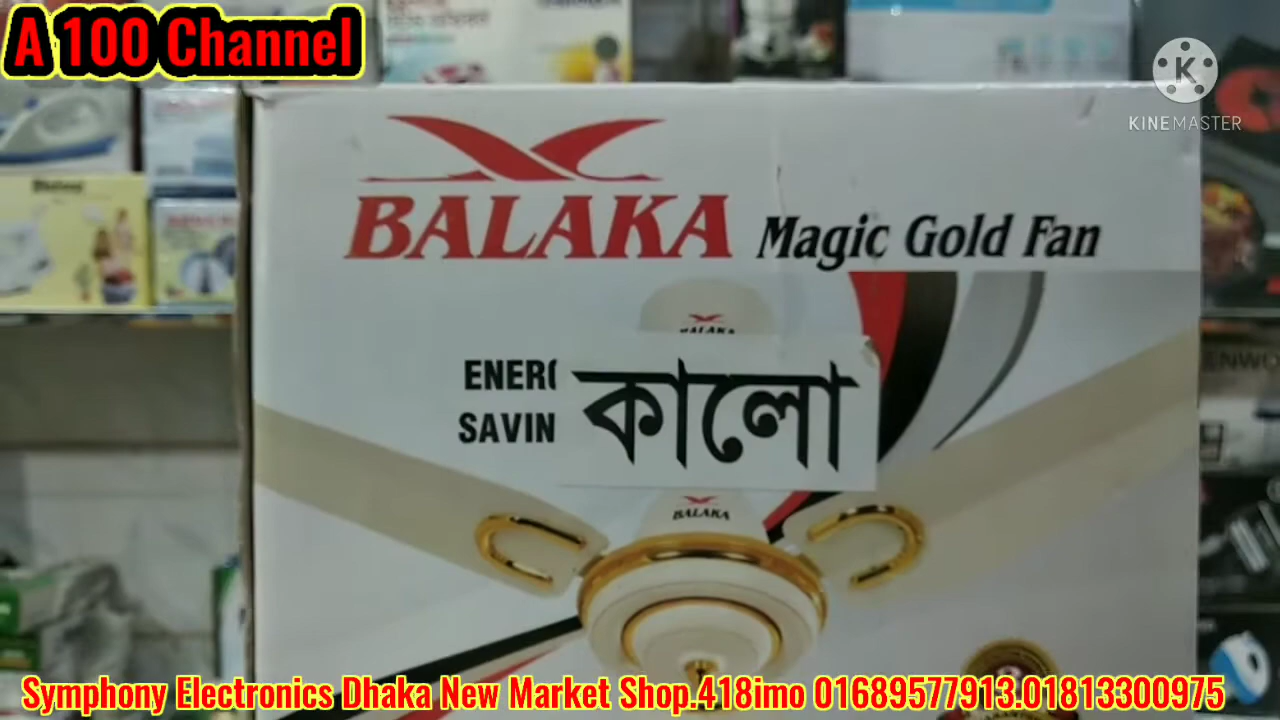 A 100 Channel
KINEMASTER
BALAKA Magic Gold Fan
BALAKA
ENER
SAVIN
কালো
BALAKA
Symphony Electronics Dhaka New Market Shop.418imo 01689577913.01813300975